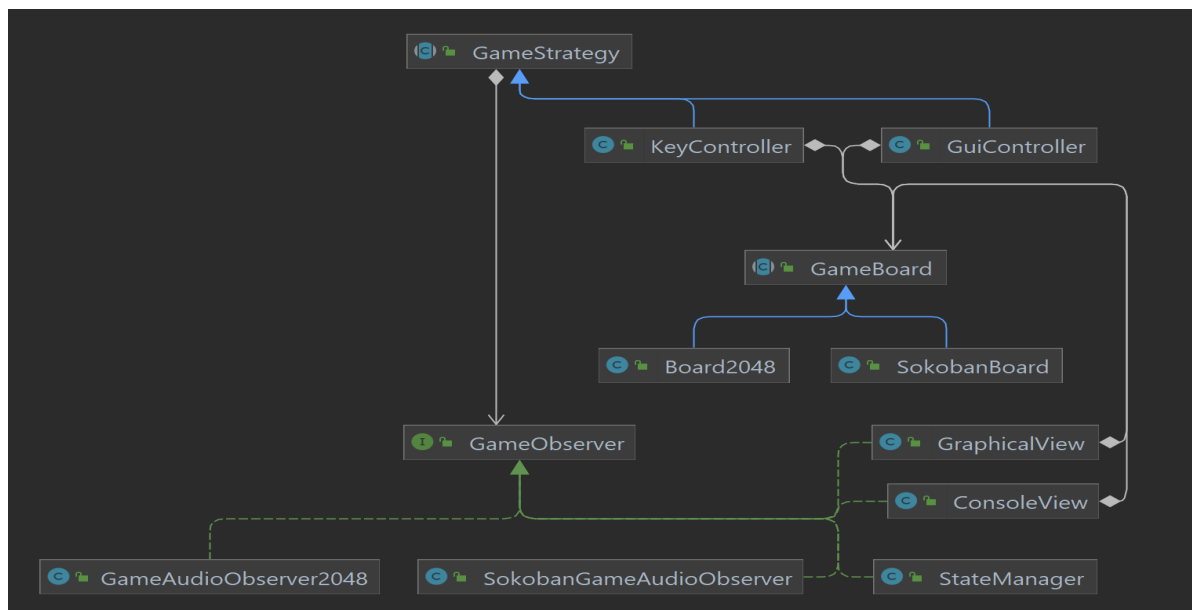 GameStrategy
KeyController
GuiController
GameBoard
Board2048
SokobanBoard
GameObserver
GraphicalView
ConsoleView
GameAudioObserver2048
SokobanGameAudioObserver
StateManager